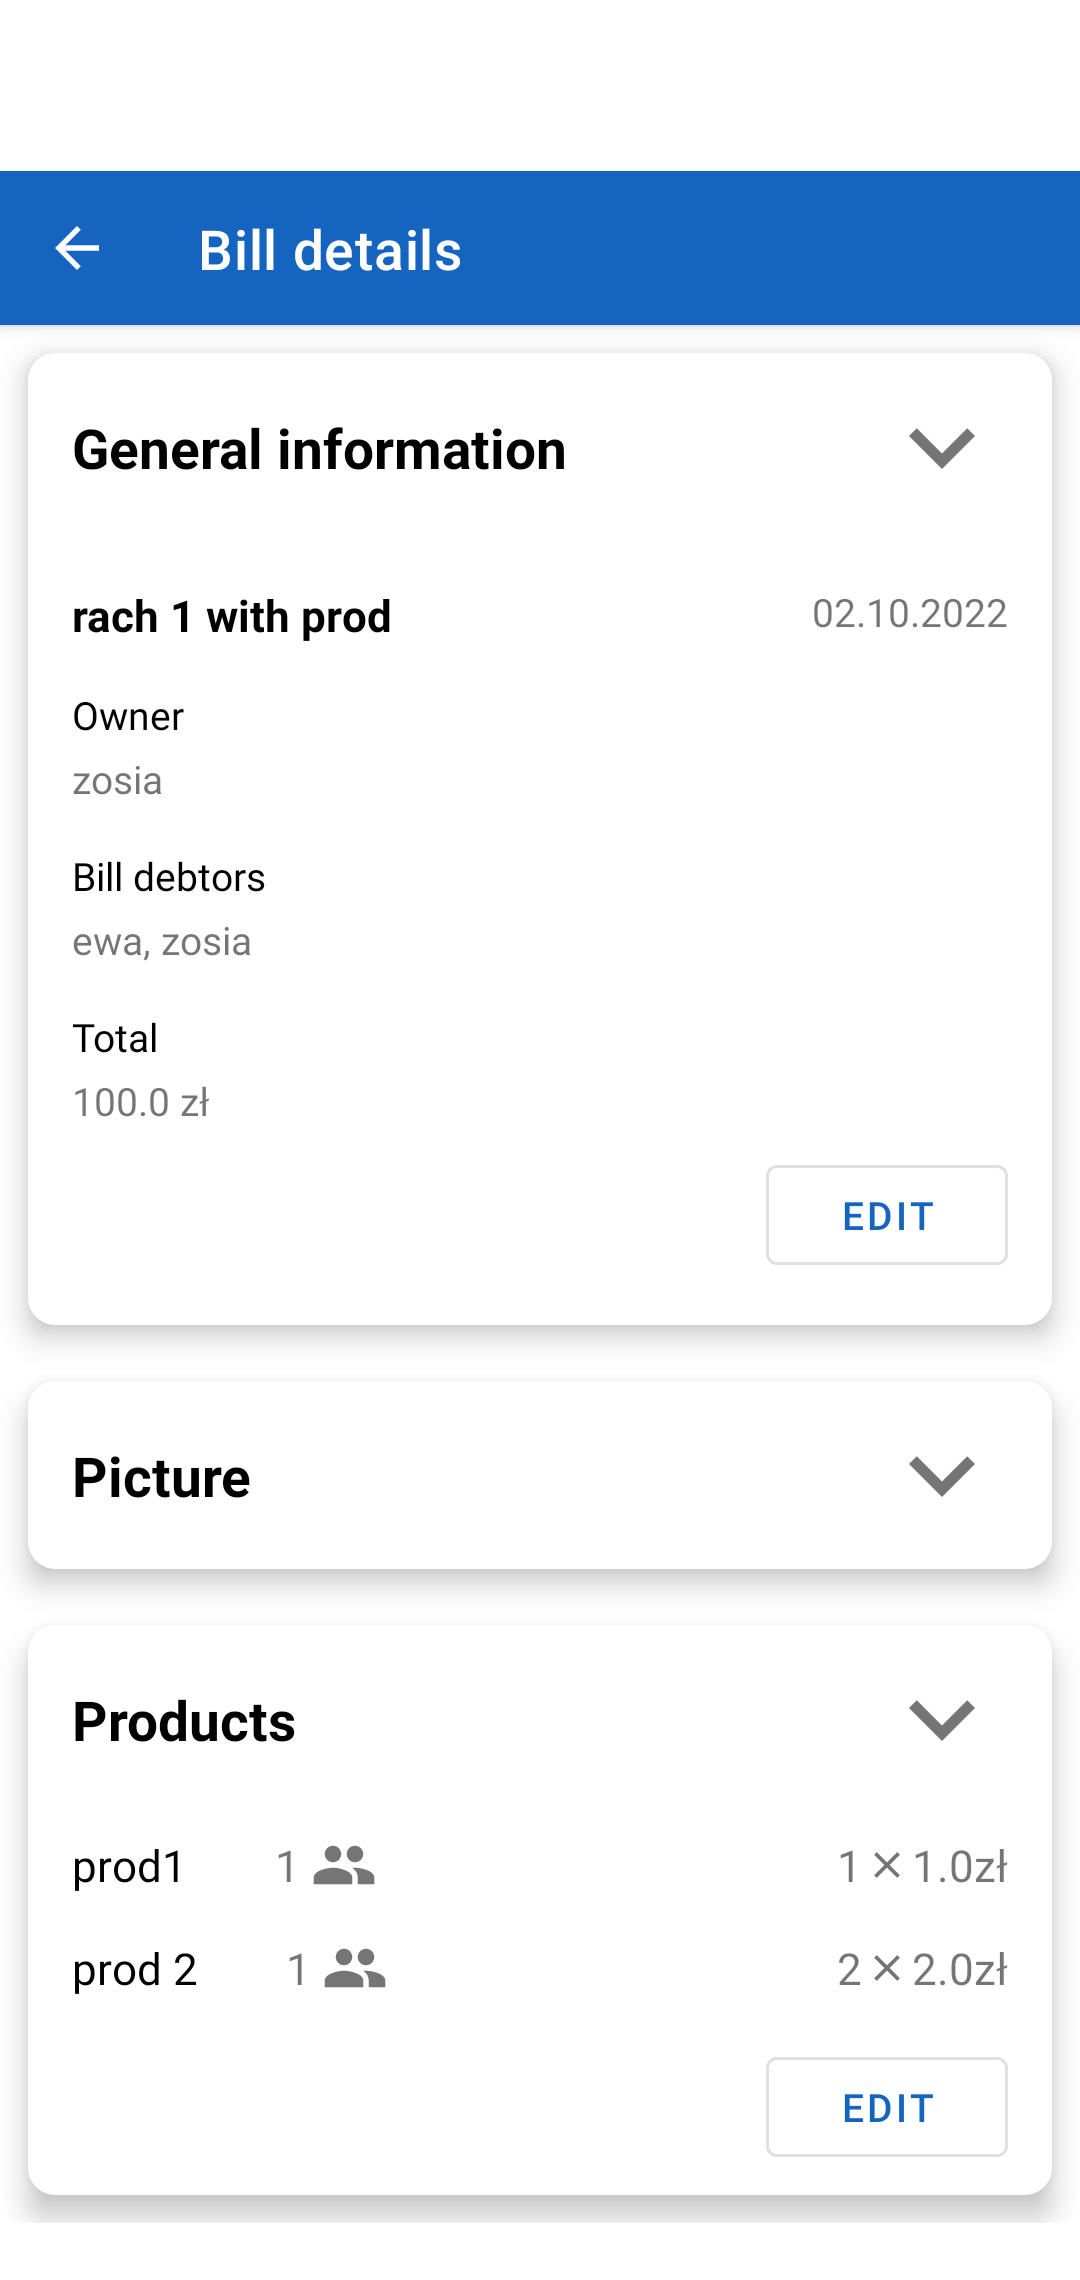 Bill details
General information
rach 1 with prod 02.10.2022
Owner
zosia
Bill debtors
ewa, zosia
Total
100.0 zł
EDIT
Picture
Products
prod1 1 1 × 1.0zł
prod 2 1 2 × 2.0zł
EDIT